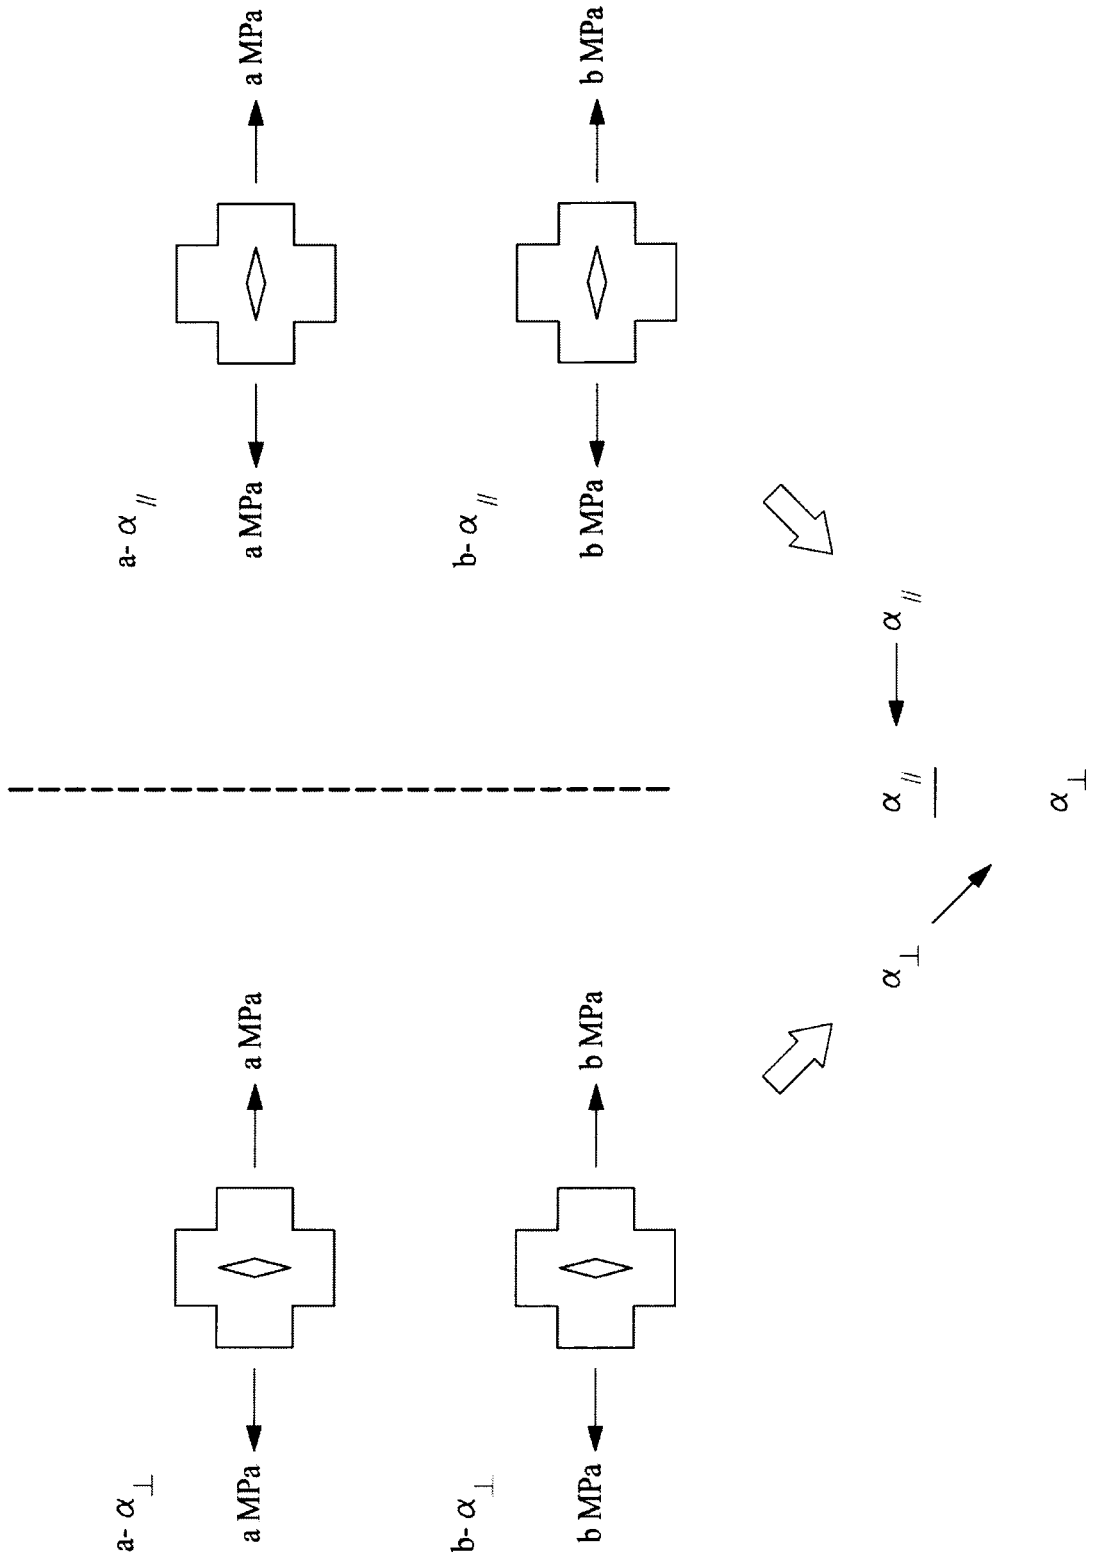 a- α⊥
a MPa a MPa
b- α⊥
b MPa b MPa
a- α//
a MPa a MPa
b- α//
b MPa b MPa
α⊥
α//
α//
α⊥